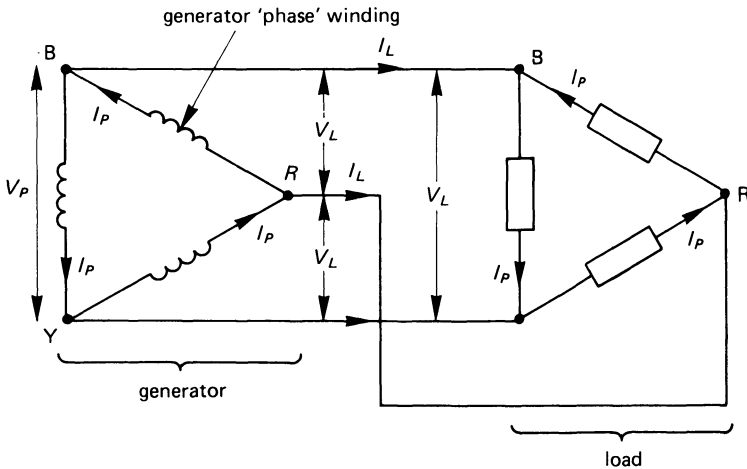 generator 'phase' winding
B
I_L
B
I_P
I_P
V_L
V_P
R
I_L
V_L
R
I_P
V_L
I_P
I_P
I_P
Y
generator
load